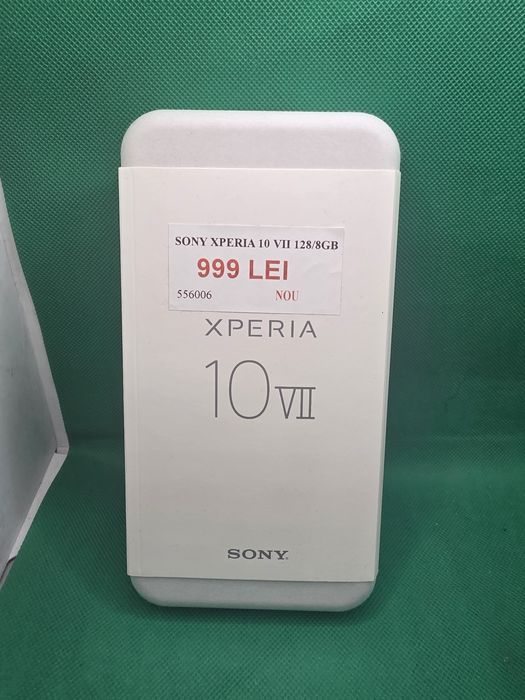 SONY XPERIA 10 VII 128/8GB
999 LEI
556006 NOU
XPERIA
10 VII
SONY